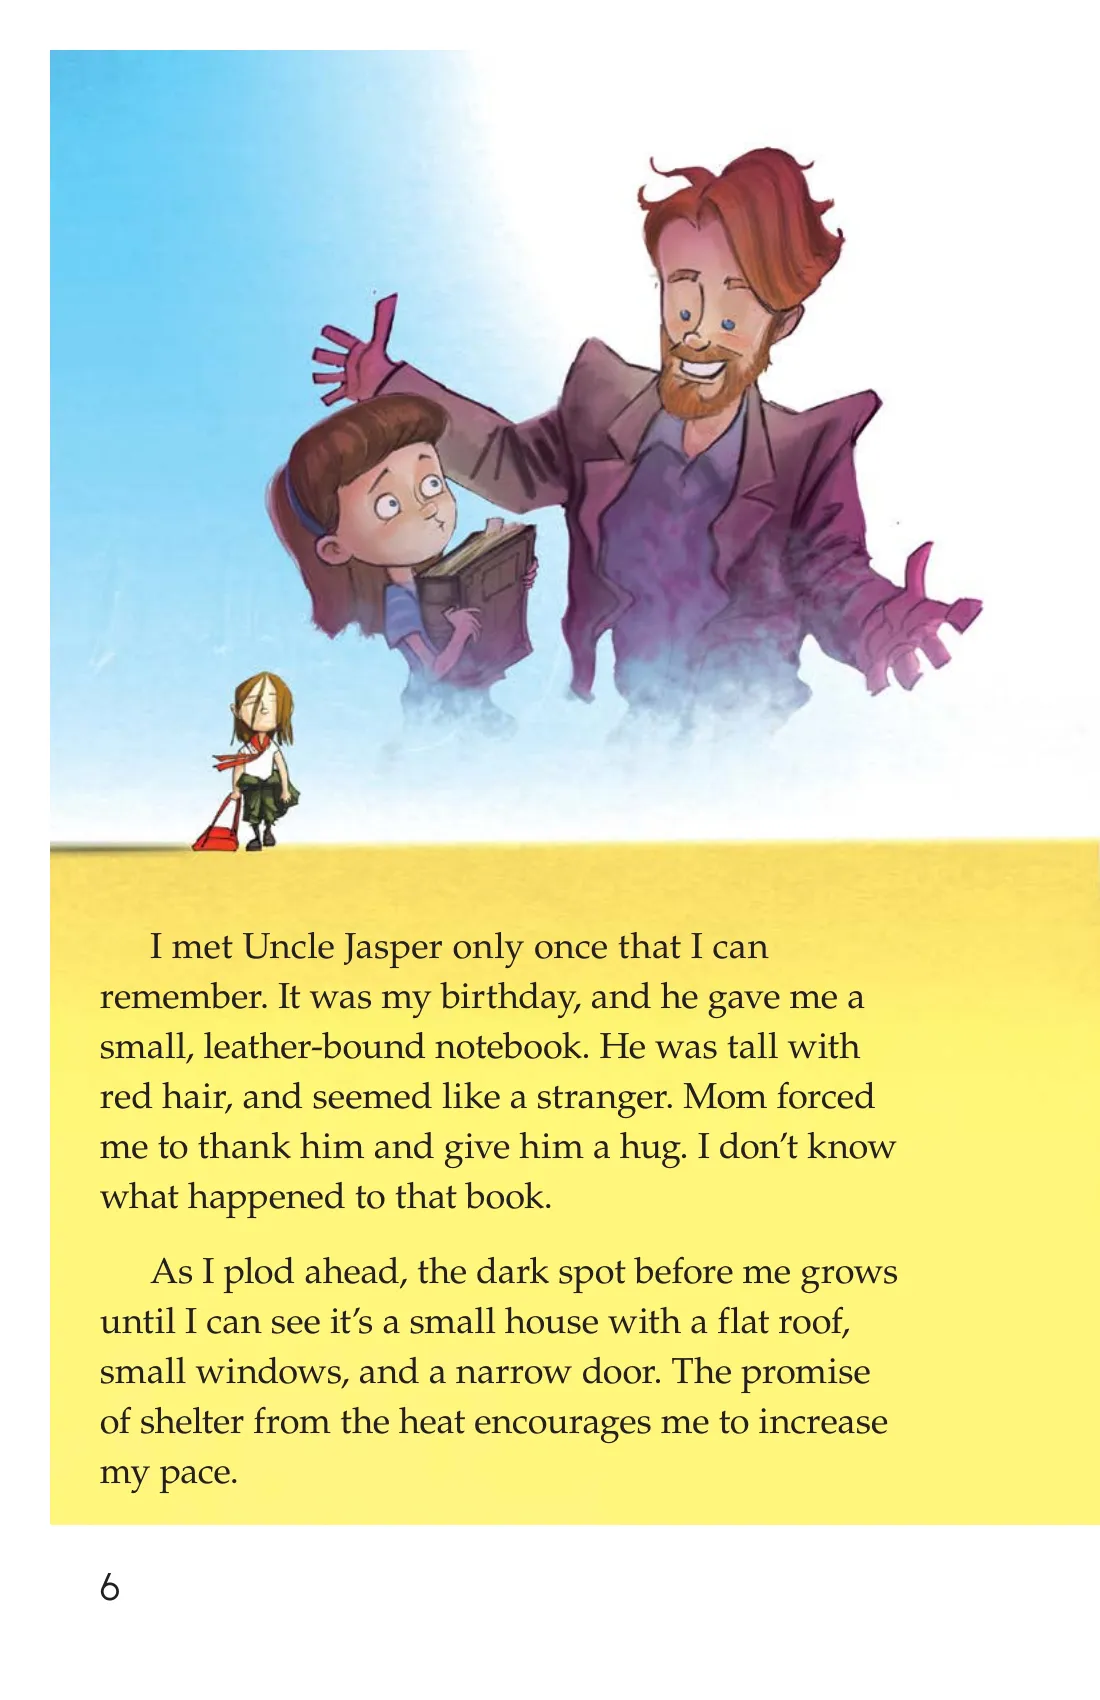 I met Uncle Jasper only once that I can
remember. It was my birthday, and he gave me a
small, leather-bound notebook. He was tall with
red hair, and seemed like a stranger. Mom forced
me to thank him and give him a hug. I don’t know
what happened to that book.
As I plod ahead, the dark spot before me grows
until I can see it’s a small house with a flat roof,
small windows, and a narrow door. The promise
of shelter from the heat encourages me to increase
my pace.
6